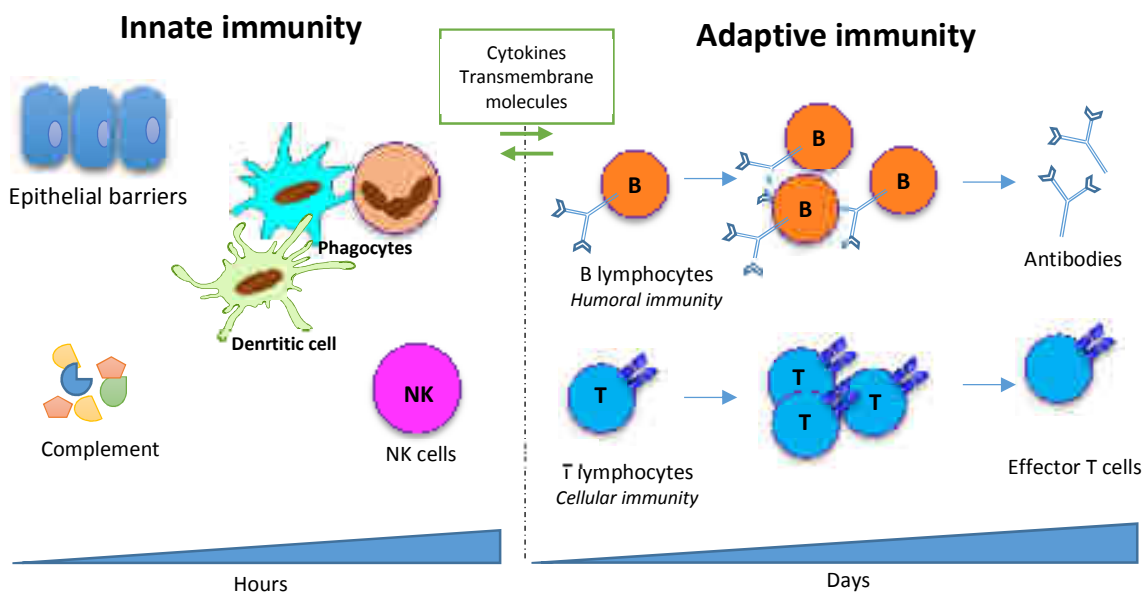 Innate immunity
Cytokines
Transmembrane
molecules
Adaptive immunity
Epithelial barriers
Phagocytes
Denrtitic cell
Complement
NK
NK cells
B
B
B
B
B lymphocytes
Humoral immunity
Antibodies
T
T
T
T
T lymphocytes
Cellular immunity
Effector T cells
Hours
Days